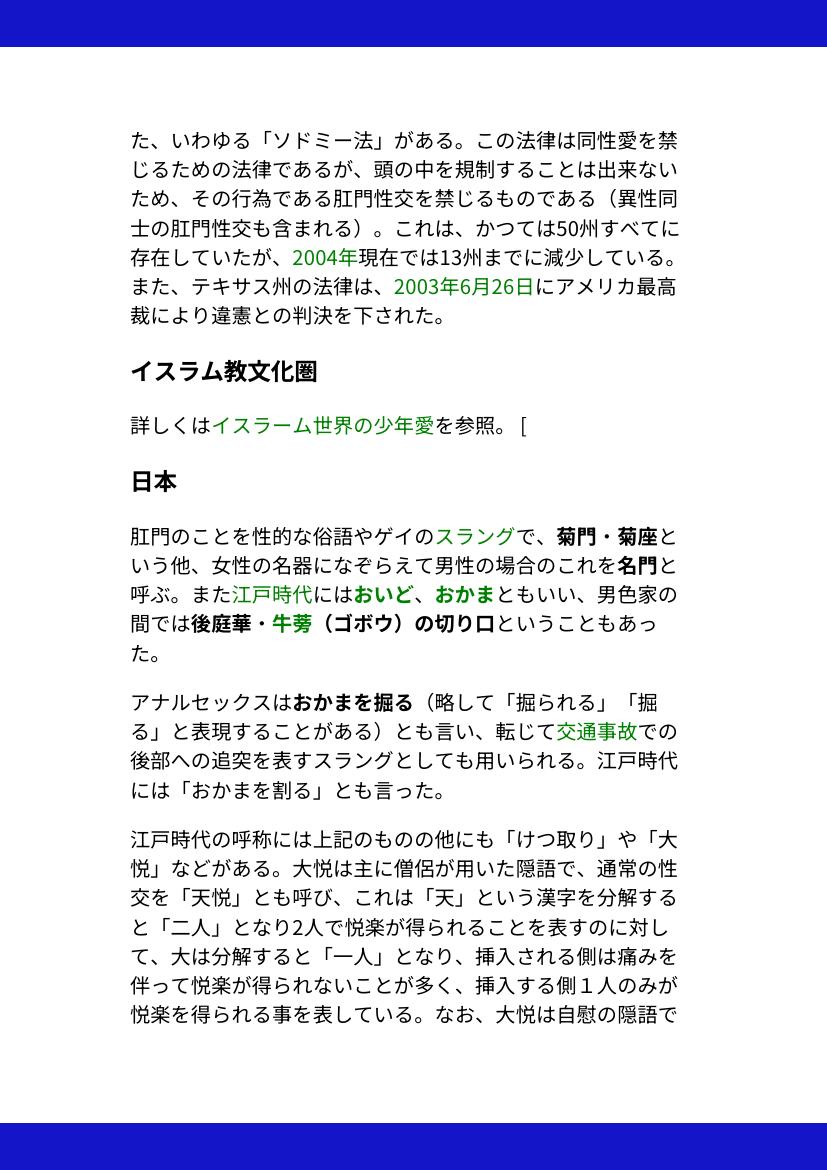 た、いわゆる「ソドミー法」がある。この法律は同性愛を禁
じるための法律であるが、頭の中を規制することは出来ない
ため、その行為である肛門性交を禁じるものである（異性同
士の肛門性交も含まれる）。これは、かつては50州すべてに
存在していたが、2004年現在では13州までに減少している。
また、テキサス州の法律は、2003年6月26日にアメリカ最高
裁により違憲との判決を下された。
イスラム教文化圏
詳しくはイスラーム世界の少年愛を参照。 [
日本
肛門のことを性的な俗語やゲイのスラングで、菊門・菊座と
いう他、女性の名器になぞらえて男性の場合のこれを名門と
呼ぶ。また江戸時代にはおいど、おかまともいい、男色家の
間では後庭華・牛蒡（ゴボウ）の切り口ということもあっ
た。
アナルセックスはおかまを掘る（略して「掘られる」「掘
る」と表現することがある）とも言い、転じて交通事故での
後部への追突を表すスラングとしても用いられる。江戸時代
には「おかまを割る」とも言った。
江戸時代の呼称には上記のものの他にも「けつ取り」や「大
悦」などがある。大悦は主に僧侶が用いた隠語で、通常の性
交を「天悦」とも呼び、これは「天」という漢字を分解する
と「二人」となり2人で悦楽が得られることを表すのに対し
て、大は分解すると「一人」となり、挿入される側は痛みを
伴って悦楽が得られないことが多く、挿入する側１人のみが
悦楽を得られる事を表している。なお、大悦は自慰の隠語で